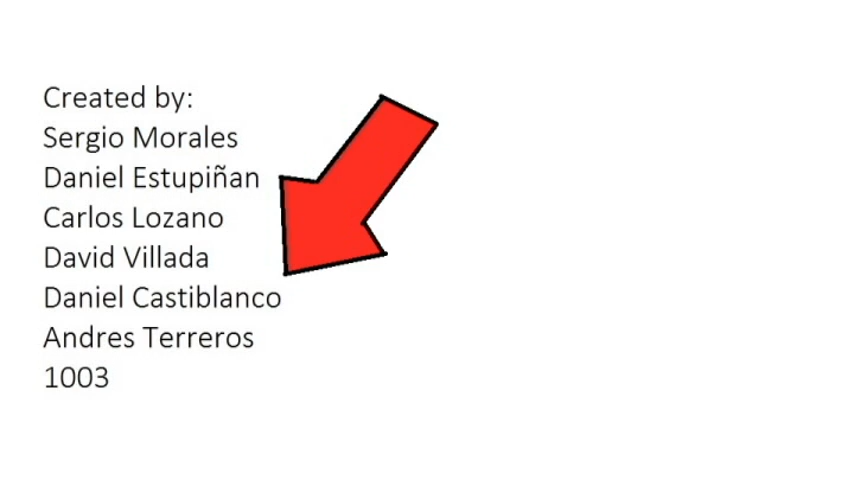 Created by:
Sergio Morales
Daniel Estupiñan
Carlos Lozano
David Villada
Daniel Castiblanco
Andres Terreros
1003